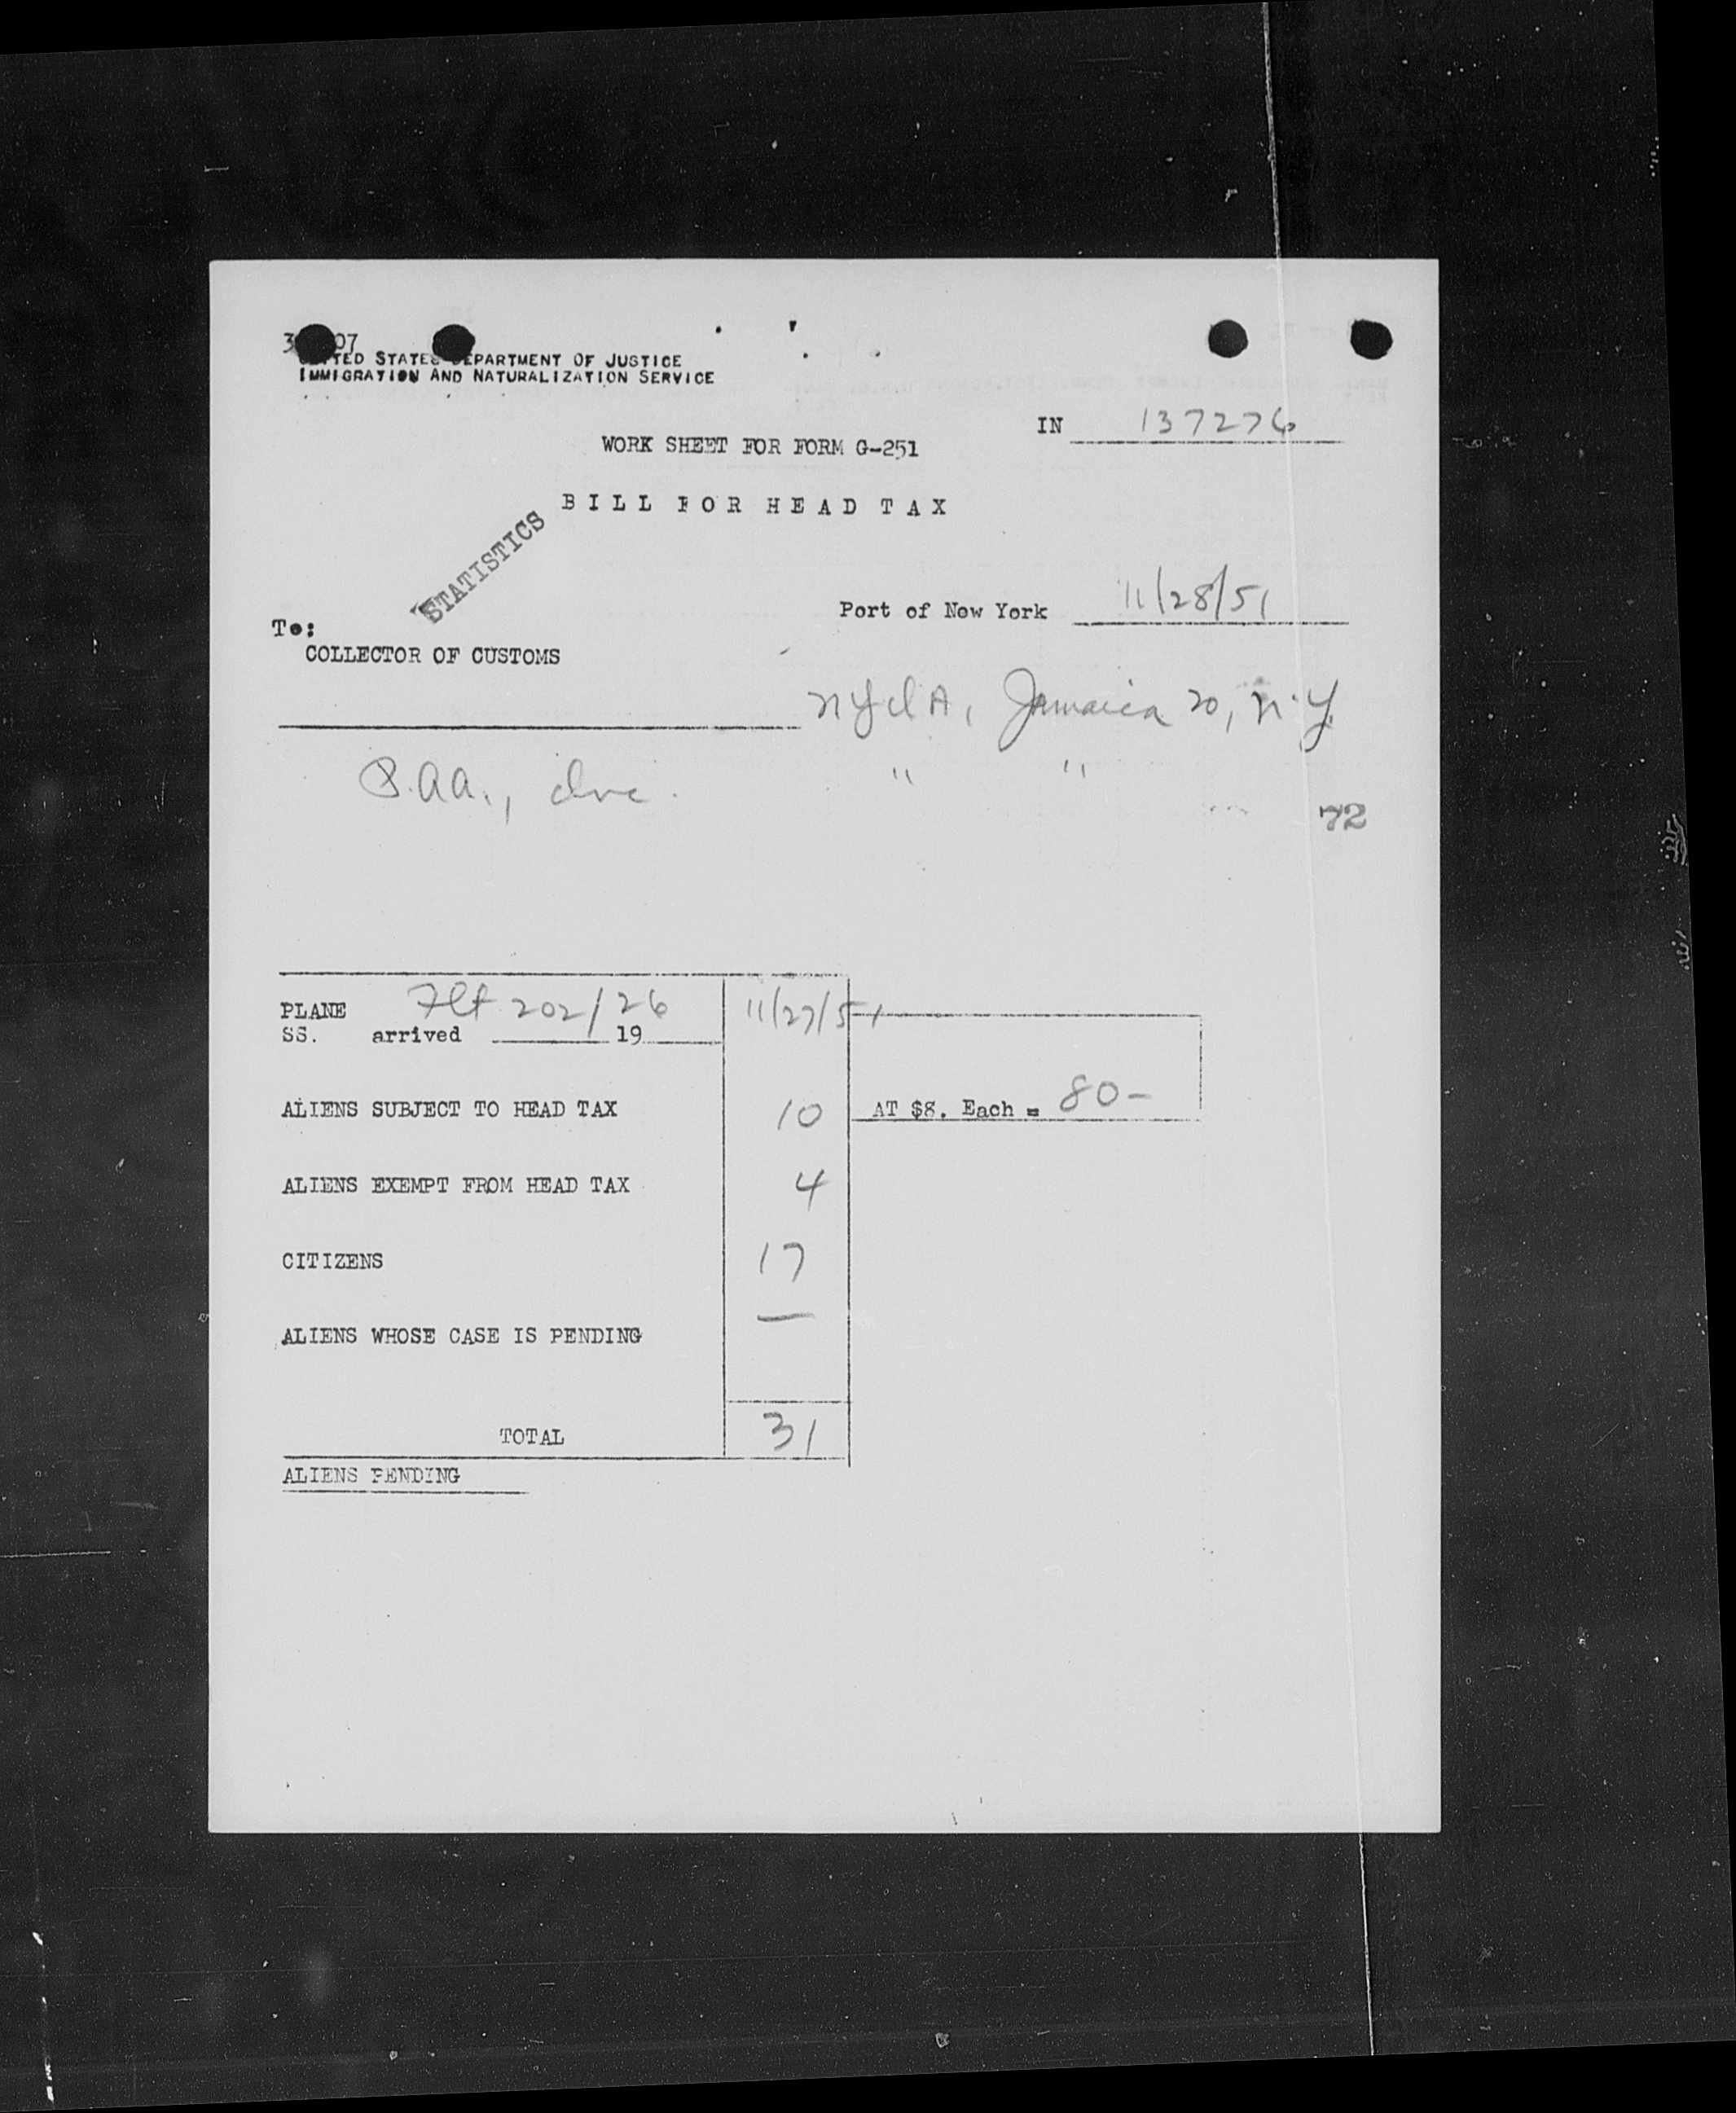 UNITED STATES DEPARTMENT OF JUSTICE
IMMIGRATION AND NATURALIZATION SERVICE
IN 137276
WORK SHEET FOR FORM G-251
BILL FOR HEAD TAX
STATISTICS
Port of New York 11/28/51
To:
COLLECTOR OF CUSTOMS
NYIA, Jamaica 20, N.Y.
P.A.A., Inc. " "
72
PLANE Flt 202/26 11/27/51
SS. arrived 19
ALIENS SUBJECT TO HEAD TAX 10 AT $8. Each = 80-
ALIENS EXEMPT FROM HEAD TAX 4
CITIZENS 17
ALIENS WHOSE CASE IS PENDING —
TOTAL 31
ALIENS PENDING